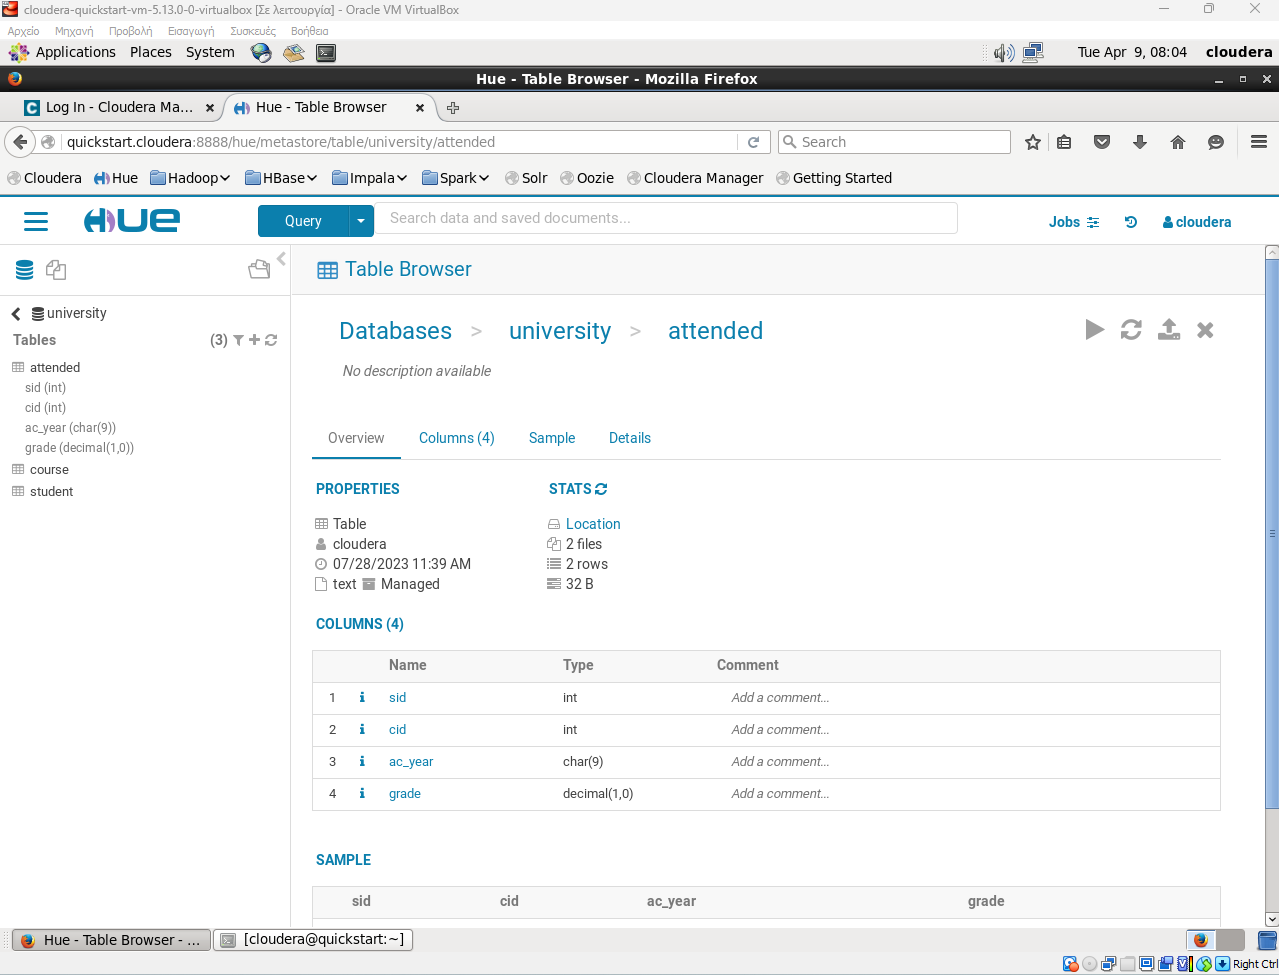 cloudera-quickstart-vm-5.13.0-0-virtualbox [Σε λειτουργία] - Oracle VM VirtualBox
Αρχείο Μηχανή Προβολή Εισαγωγή Συσκευές Βοήθεια
Applications Places System Tue Apr 9, 08:04 cloudera
Hue - Table Browser - Mozilla Firefox
Log In - Cloudera Ma... Hue - Table Browser
quickstart.cloudera:8888/hue/metastore/table/university/attended Search
Cloudera Hue Hadoop HBase Impala Spark Solr Oozie Cloudera Manager Getting Started
HUE Query Search data and saved documents... Jobs cloudera
Table Browser
university
Databases > university > attended
Tables (3)
No description available
attended
sid (int)
cid (int)
ac_year (char(9))
grade (decimal(1,0))
course
student
Overview Columns (4) Sample Details
PROPERTIES STATS
Table Location
cloudera 2 files
07/28/2023 11:39 AM 2 rows
text Managed 32 B
COLUMNS (4)
Name Type Comment
1 i sid int Add a comment...
2 i cid int Add a comment...
3 i ac_year char(9) Add a comment...
4 i grade decimal(1,0) Add a comment...
SAMPLE
sid cid ac_year grade
Hue - Table Browser - ... [cloudera@quickstart:~]
Right Ctrl